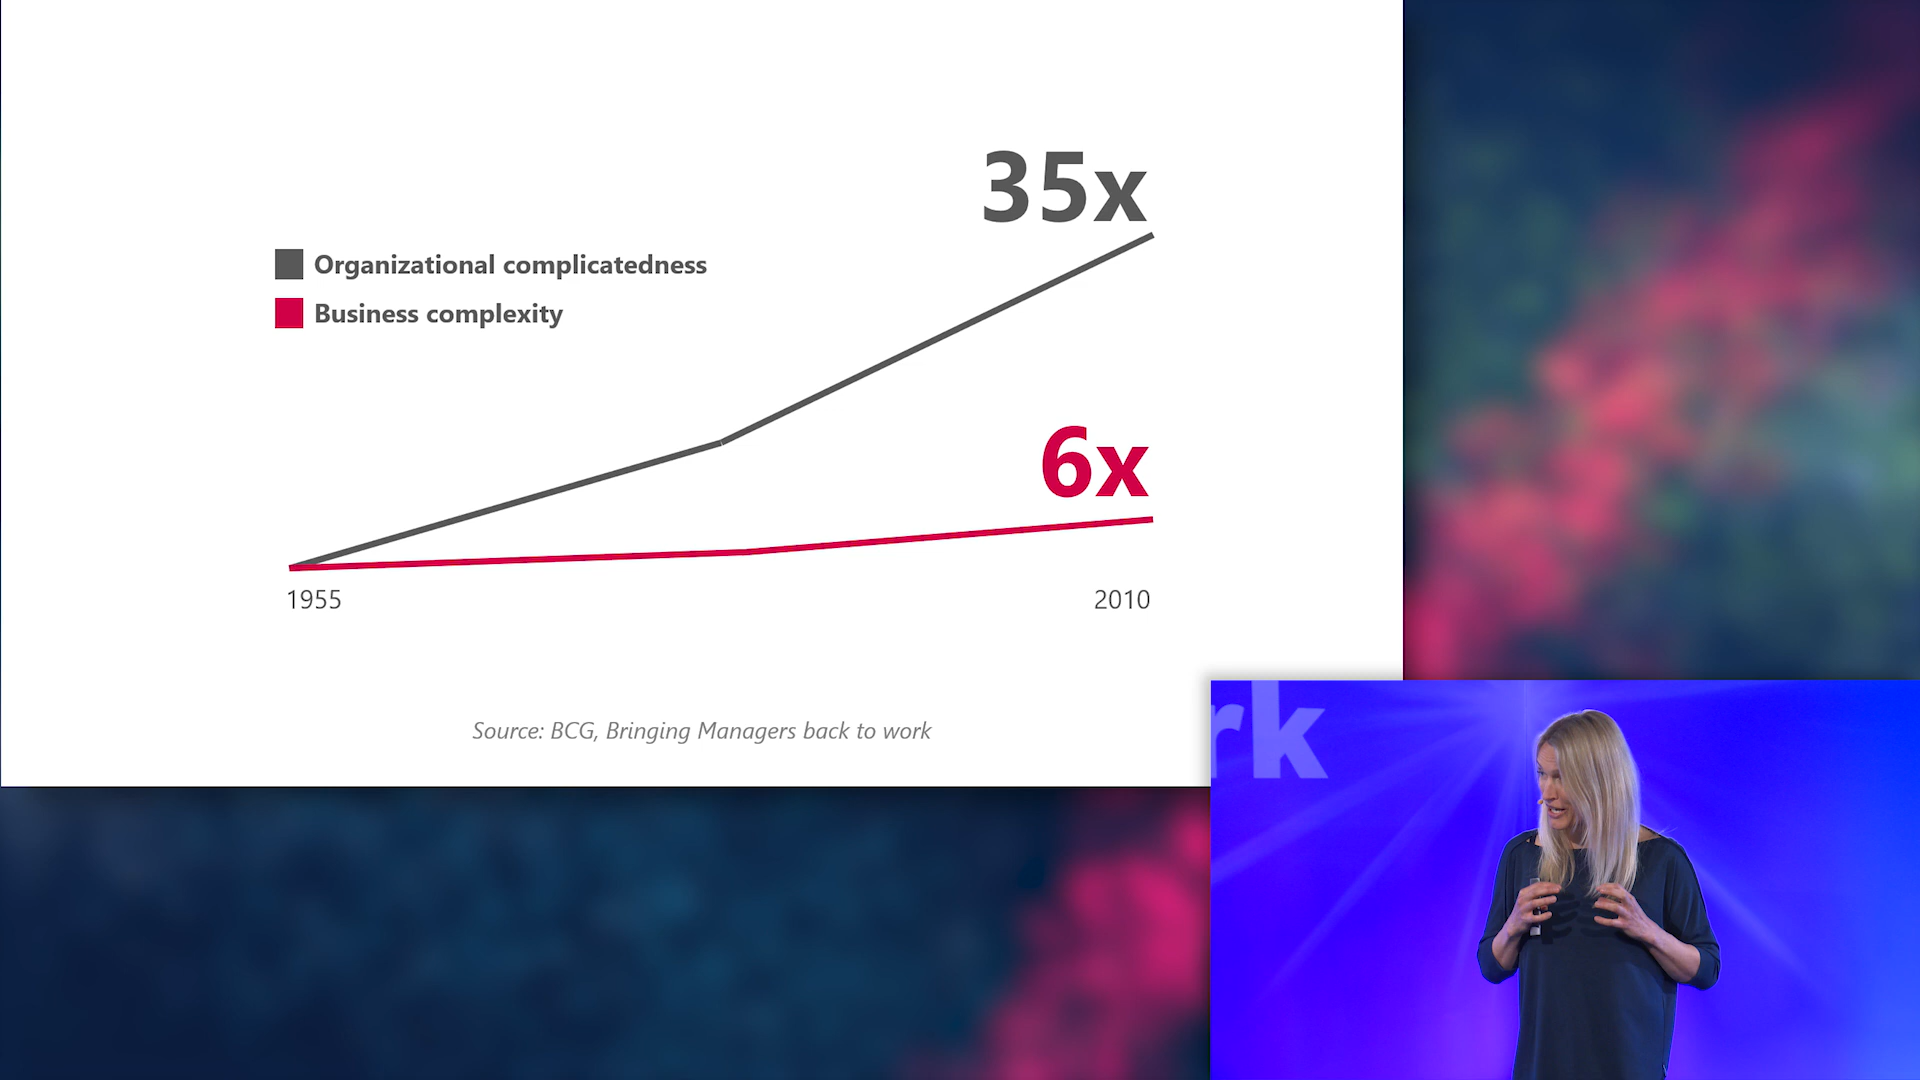 35x
Organizational complicatedness
Business complexity
6x
1955
2010
Source: BCG, Bringing Managers back to work
rk